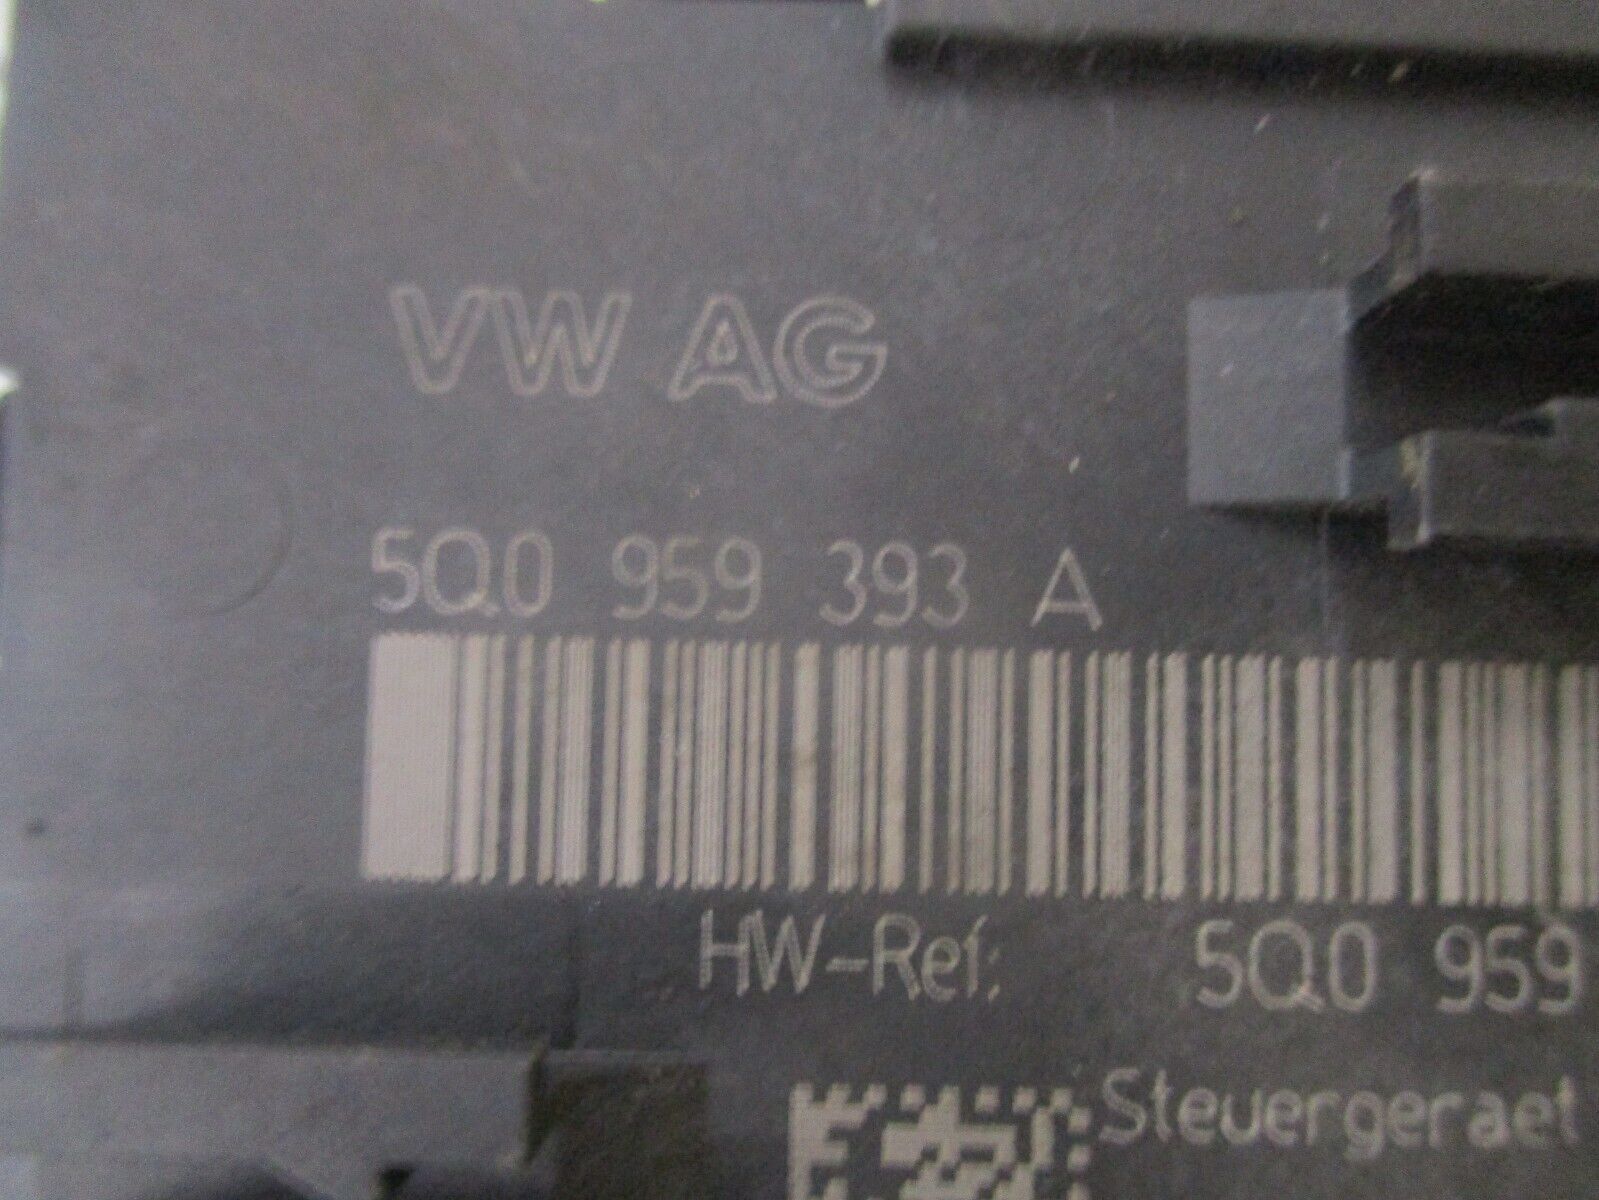 VW AG
5Q0 959 393 A
HW-Ref: 5Q0 959
Steuergeraet